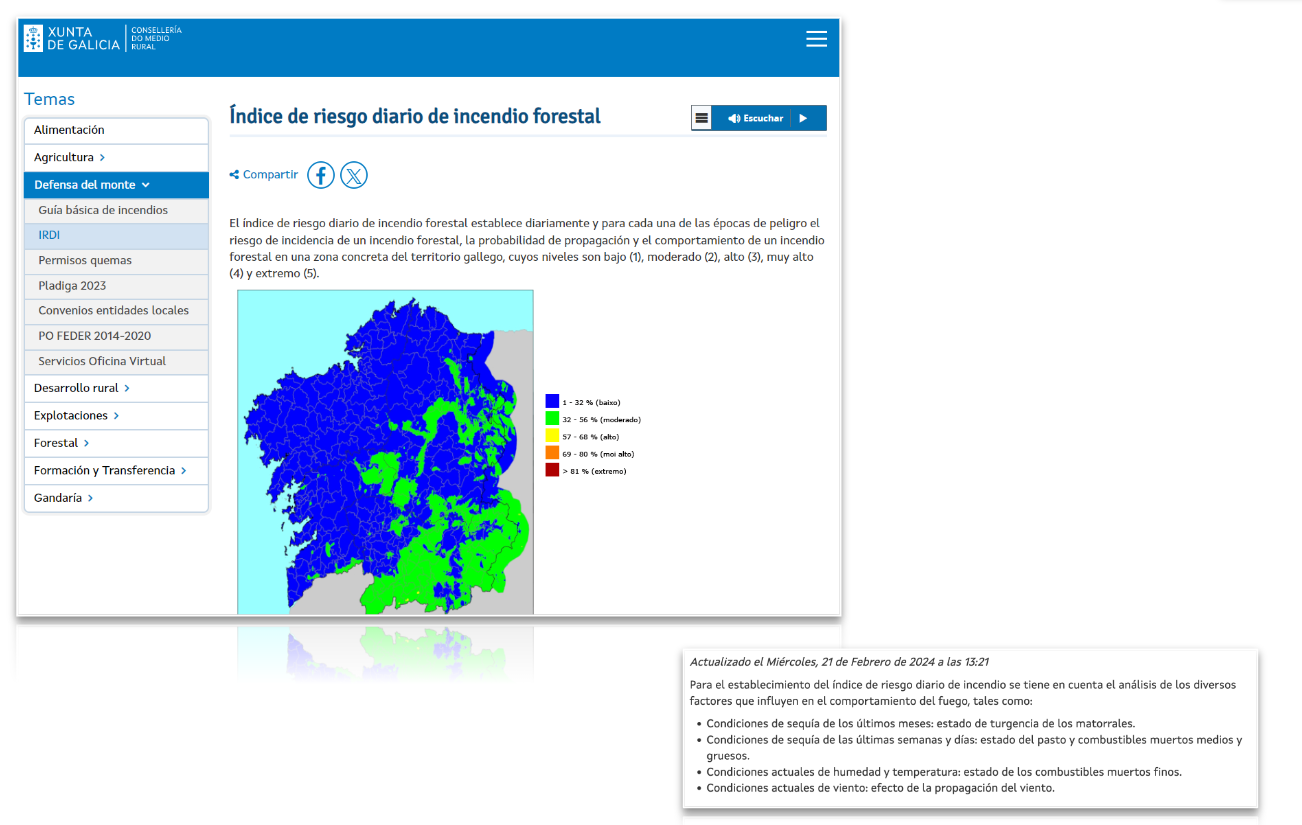 XUNTA
DE GALICIA
CONSELLERÍA
DO MEDIO
RURAL
Temas
Alimentación
Agricultura
Defensa del monte
Guía básica de incendios
IRDI
Permisos quemas
Pladiga 2023
Convenios entidades locales
PO FEDER 2014-2020
Servicios Oficina Virtual
Desarrollo rural
Explotaciones
Forestal
Formación y Transferencia
Gandaría
Índice de riesgo diario de incendio forestal
Escuchar
Compartir
El índice de riesgo diario de incendio forestal establece diariamente y para cada una de las épocas de peligro el
riesgo de incidencia de un incendio forestal, la probabilidad de propagación y el comportamiento de un incendio
forestal en una zona concreta del territorio gallego, cuyos niveles son bajo (1), moderado (2), alto (3), muy alto
(4) y extremo (5).
1 - 32 % (baixo)
32 - 56 % (moderado)
57 - 68 % (alto)
69 - 80 % (moi alto)
> 81 % (extremo)
Actualizado el Miércoles, 21 de Febrero de 2024 a las 13:21
Para el establecimiento del índice de riesgo diario de incendio se tiene en cuenta el análisis de los diversos
factores que influyen en el comportamiento del fuego, tales como:
• Condiciones de sequía de los últimos meses: estado de turgencia de los matorrales.
• Condiciones de sequía de las últimas semanas y días: estado del pasto y combustibles muertos medios y
gruesos.
• Condiciones actuales de humedad y temperatura: estado de los combustibles muertos finos.
• Condiciones actuales de viento: efecto de la propagación del viento.